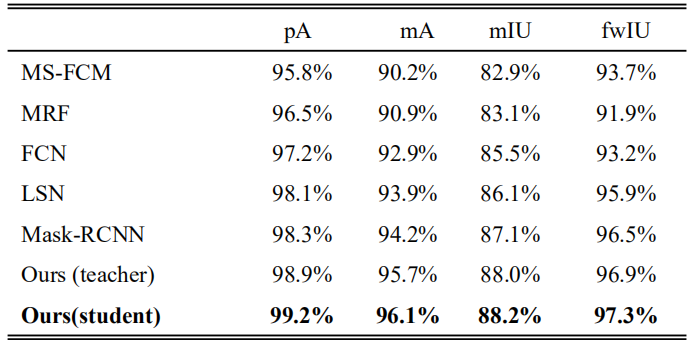 pA mA mIU fwIU
MS-FCM 95.8% 90.2% 82.9% 93.7%
MRF 96.5% 90.9% 83.1% 91.9%
FCN 97.2% 92.9% 85.5% 93.2%
LSN 98.1% 93.9% 86.1% 95.9%
Mask-RCNN 98.3% 94.2% 87.1% 96.5%
Ours (teacher) 98.9% 95.7% 88.0% 96.9%
Ours(student) 99.2% 96.1% 88.2% 97.3%